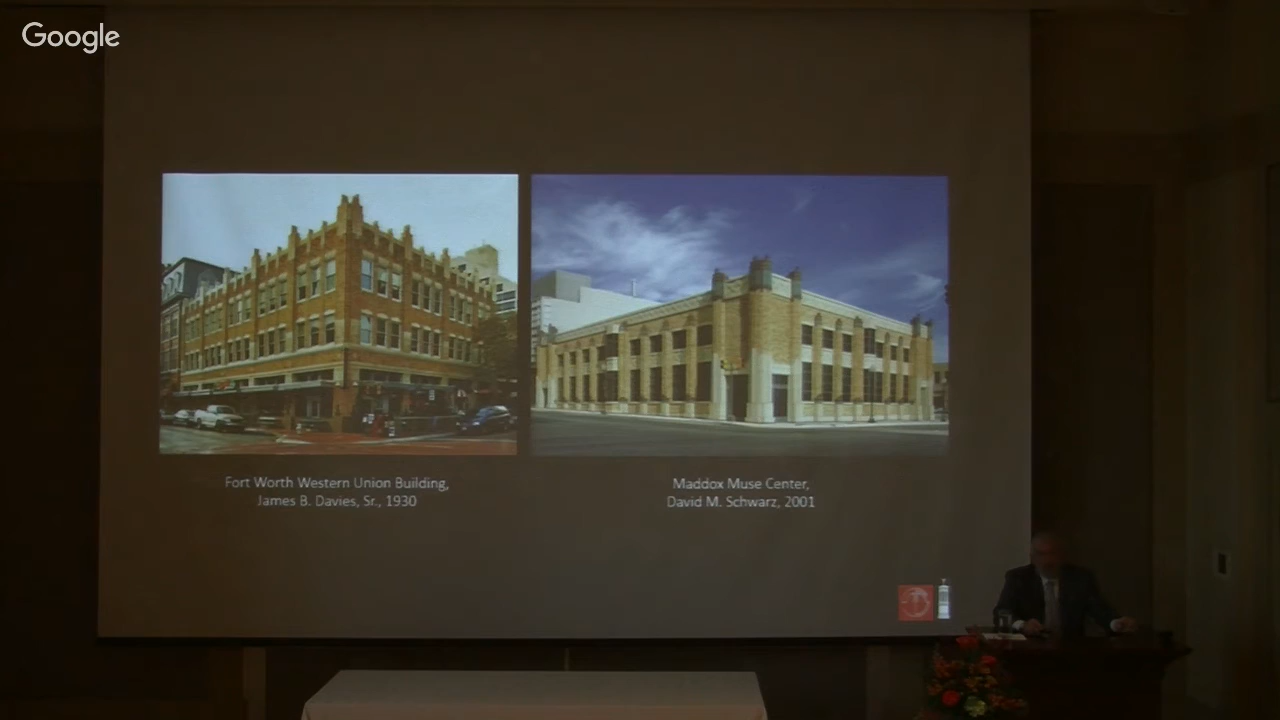 Google
Fort Worth Western Union Building,
James B. Davies, Sr., 1930
Maddox Muse Center,
David M. Schwarz, 2001